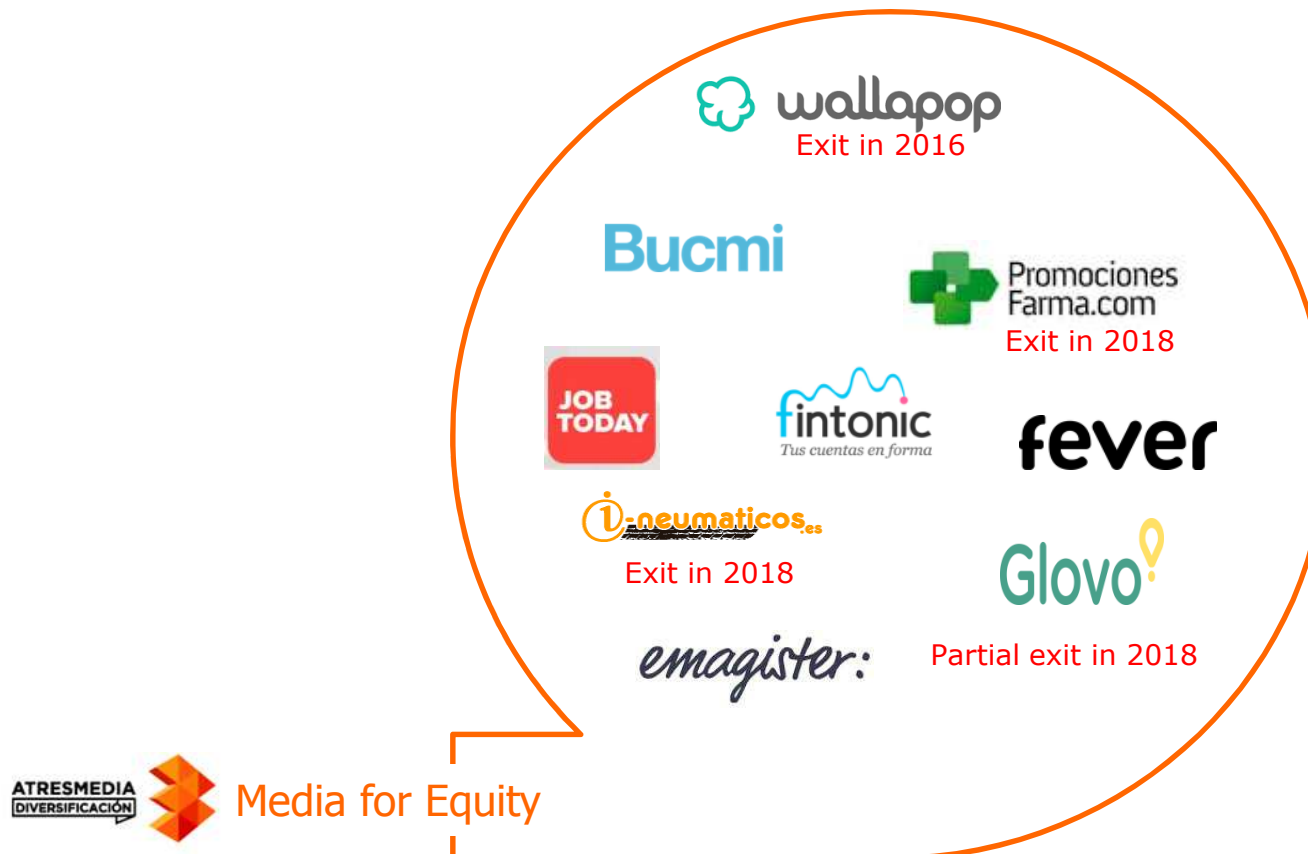 wallapop
Exit in 2016
Bucmi
Promociones
Farma.com
Exit in 2018
JOB
TODAY
fintonic
Tus cuentas en forma
fever
i-neumaticos.es
Exit in 2018
Glovo
emagister:
Partial exit in 2018
ATRESMEDIA
DIVERSIFICACIÓN
Media for Equity